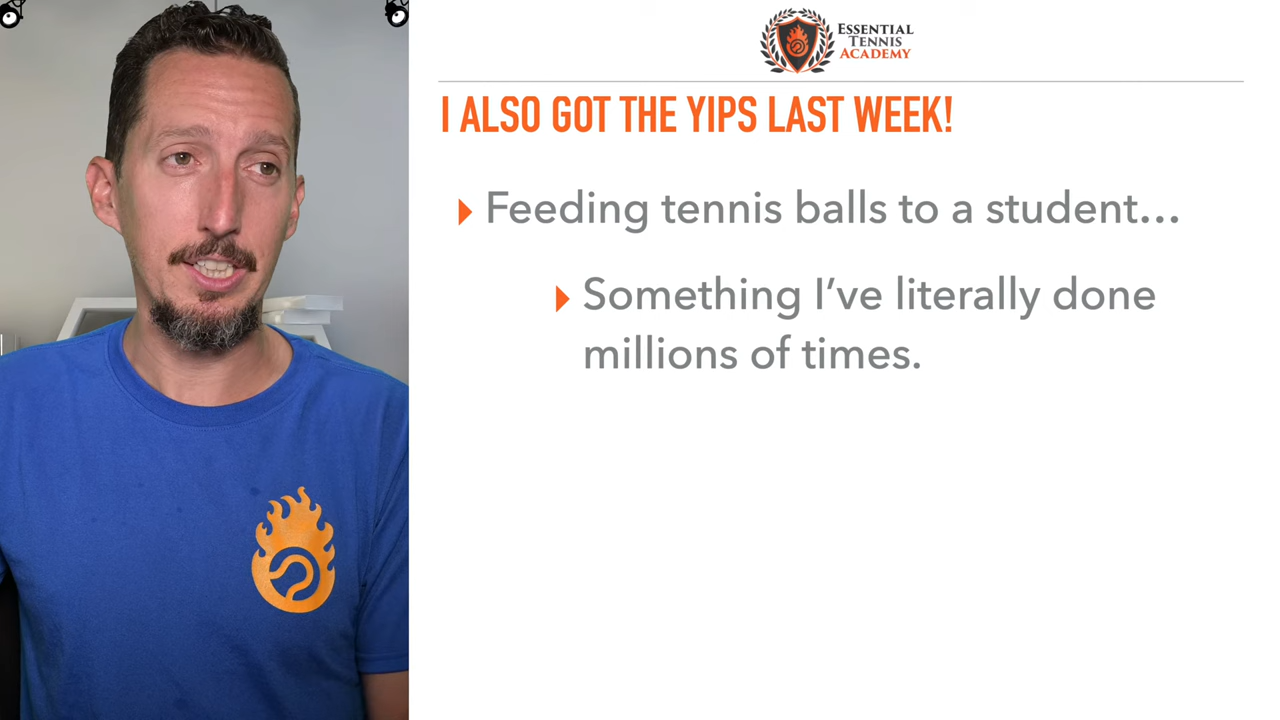 ESSENTIAL
TENNIS
ACADEMY
I ALSO GOT THE YIPS LAST WEEK!
Feeding tennis balls to a student…
Something I’ve literally done
millions of times.